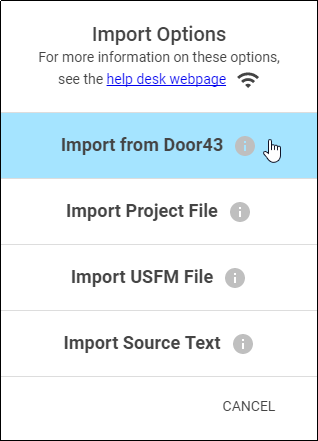 Import Options
For more information on these options,
see the help desk webpage
Import from Door43
Import Project File
Import USFM File
Import Source Text
CANCEL